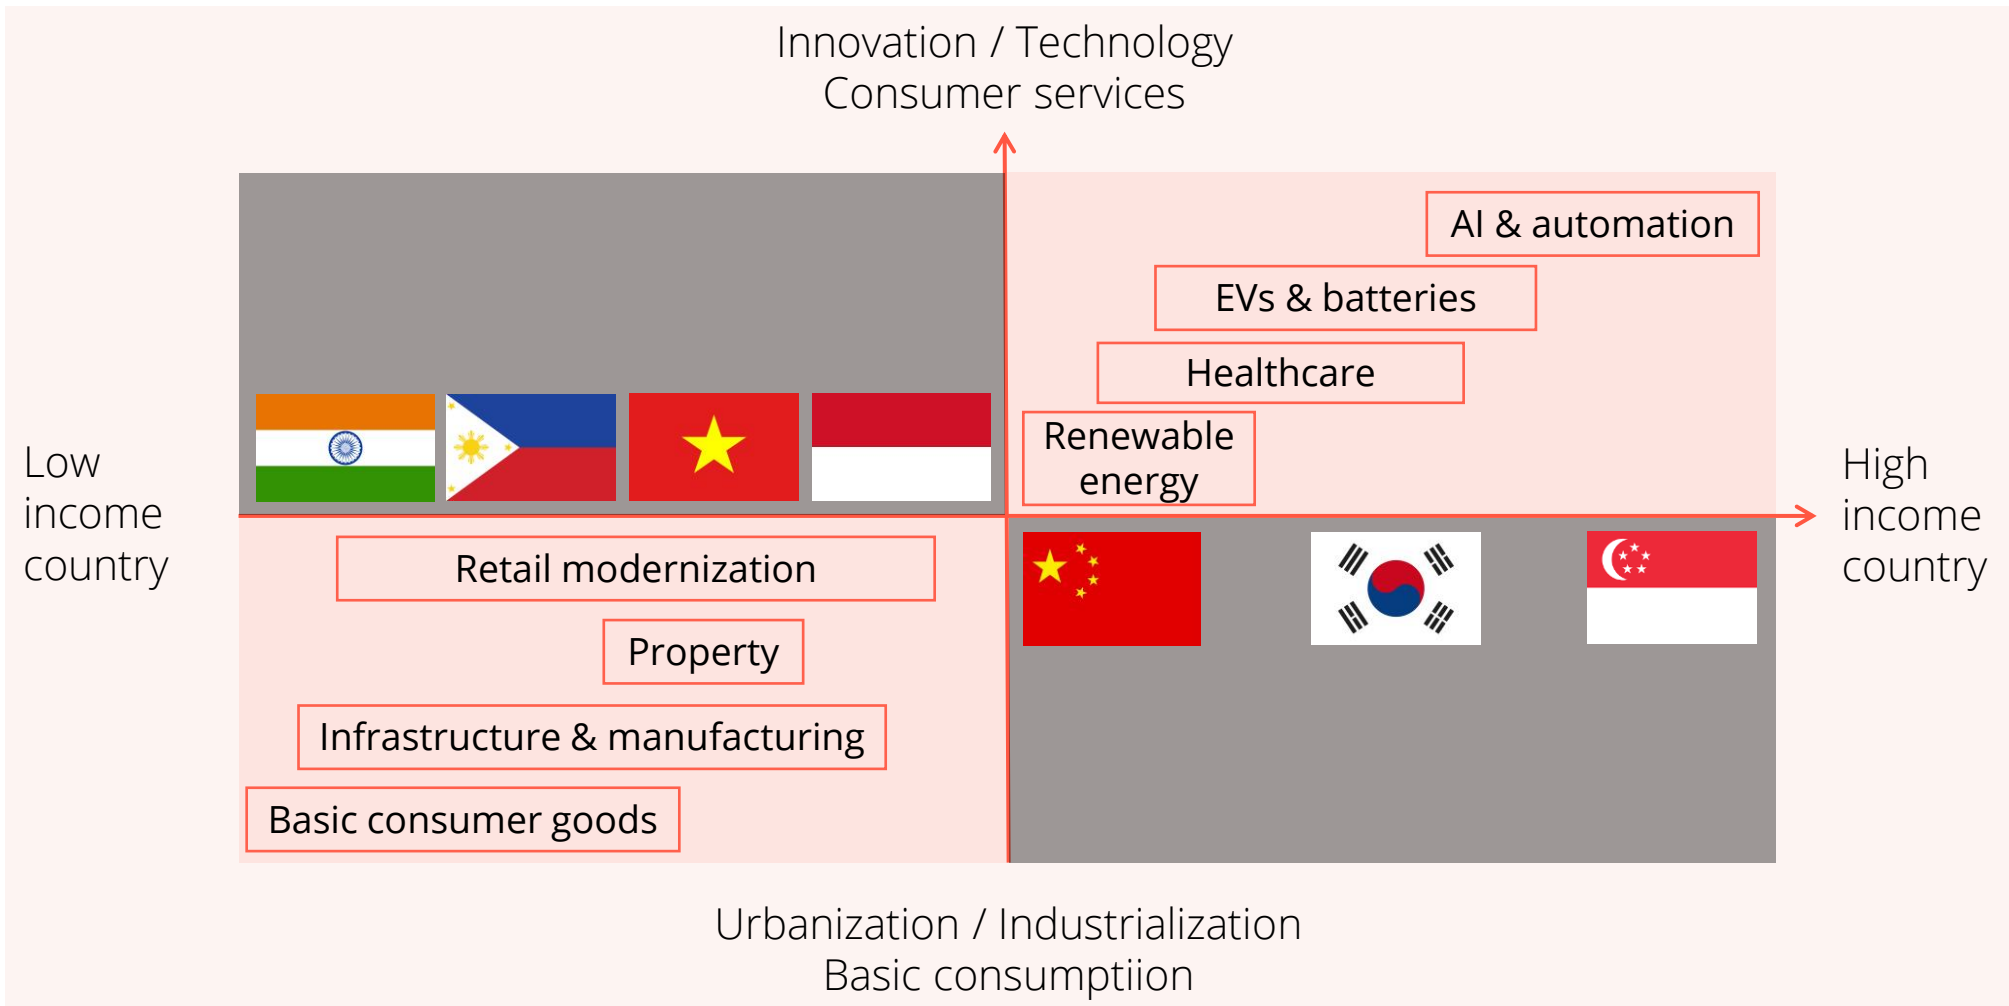 Innovation / Technology
Consumer services
AI & automation
EVs & batteries
Healthcare
Renewable
energy
Low
income
country
High
income
country
Retail modernization
Property
Infrastructure & manufacturing
Basic consumer goods
Urbanization / Industrialization
Basic consumptiion